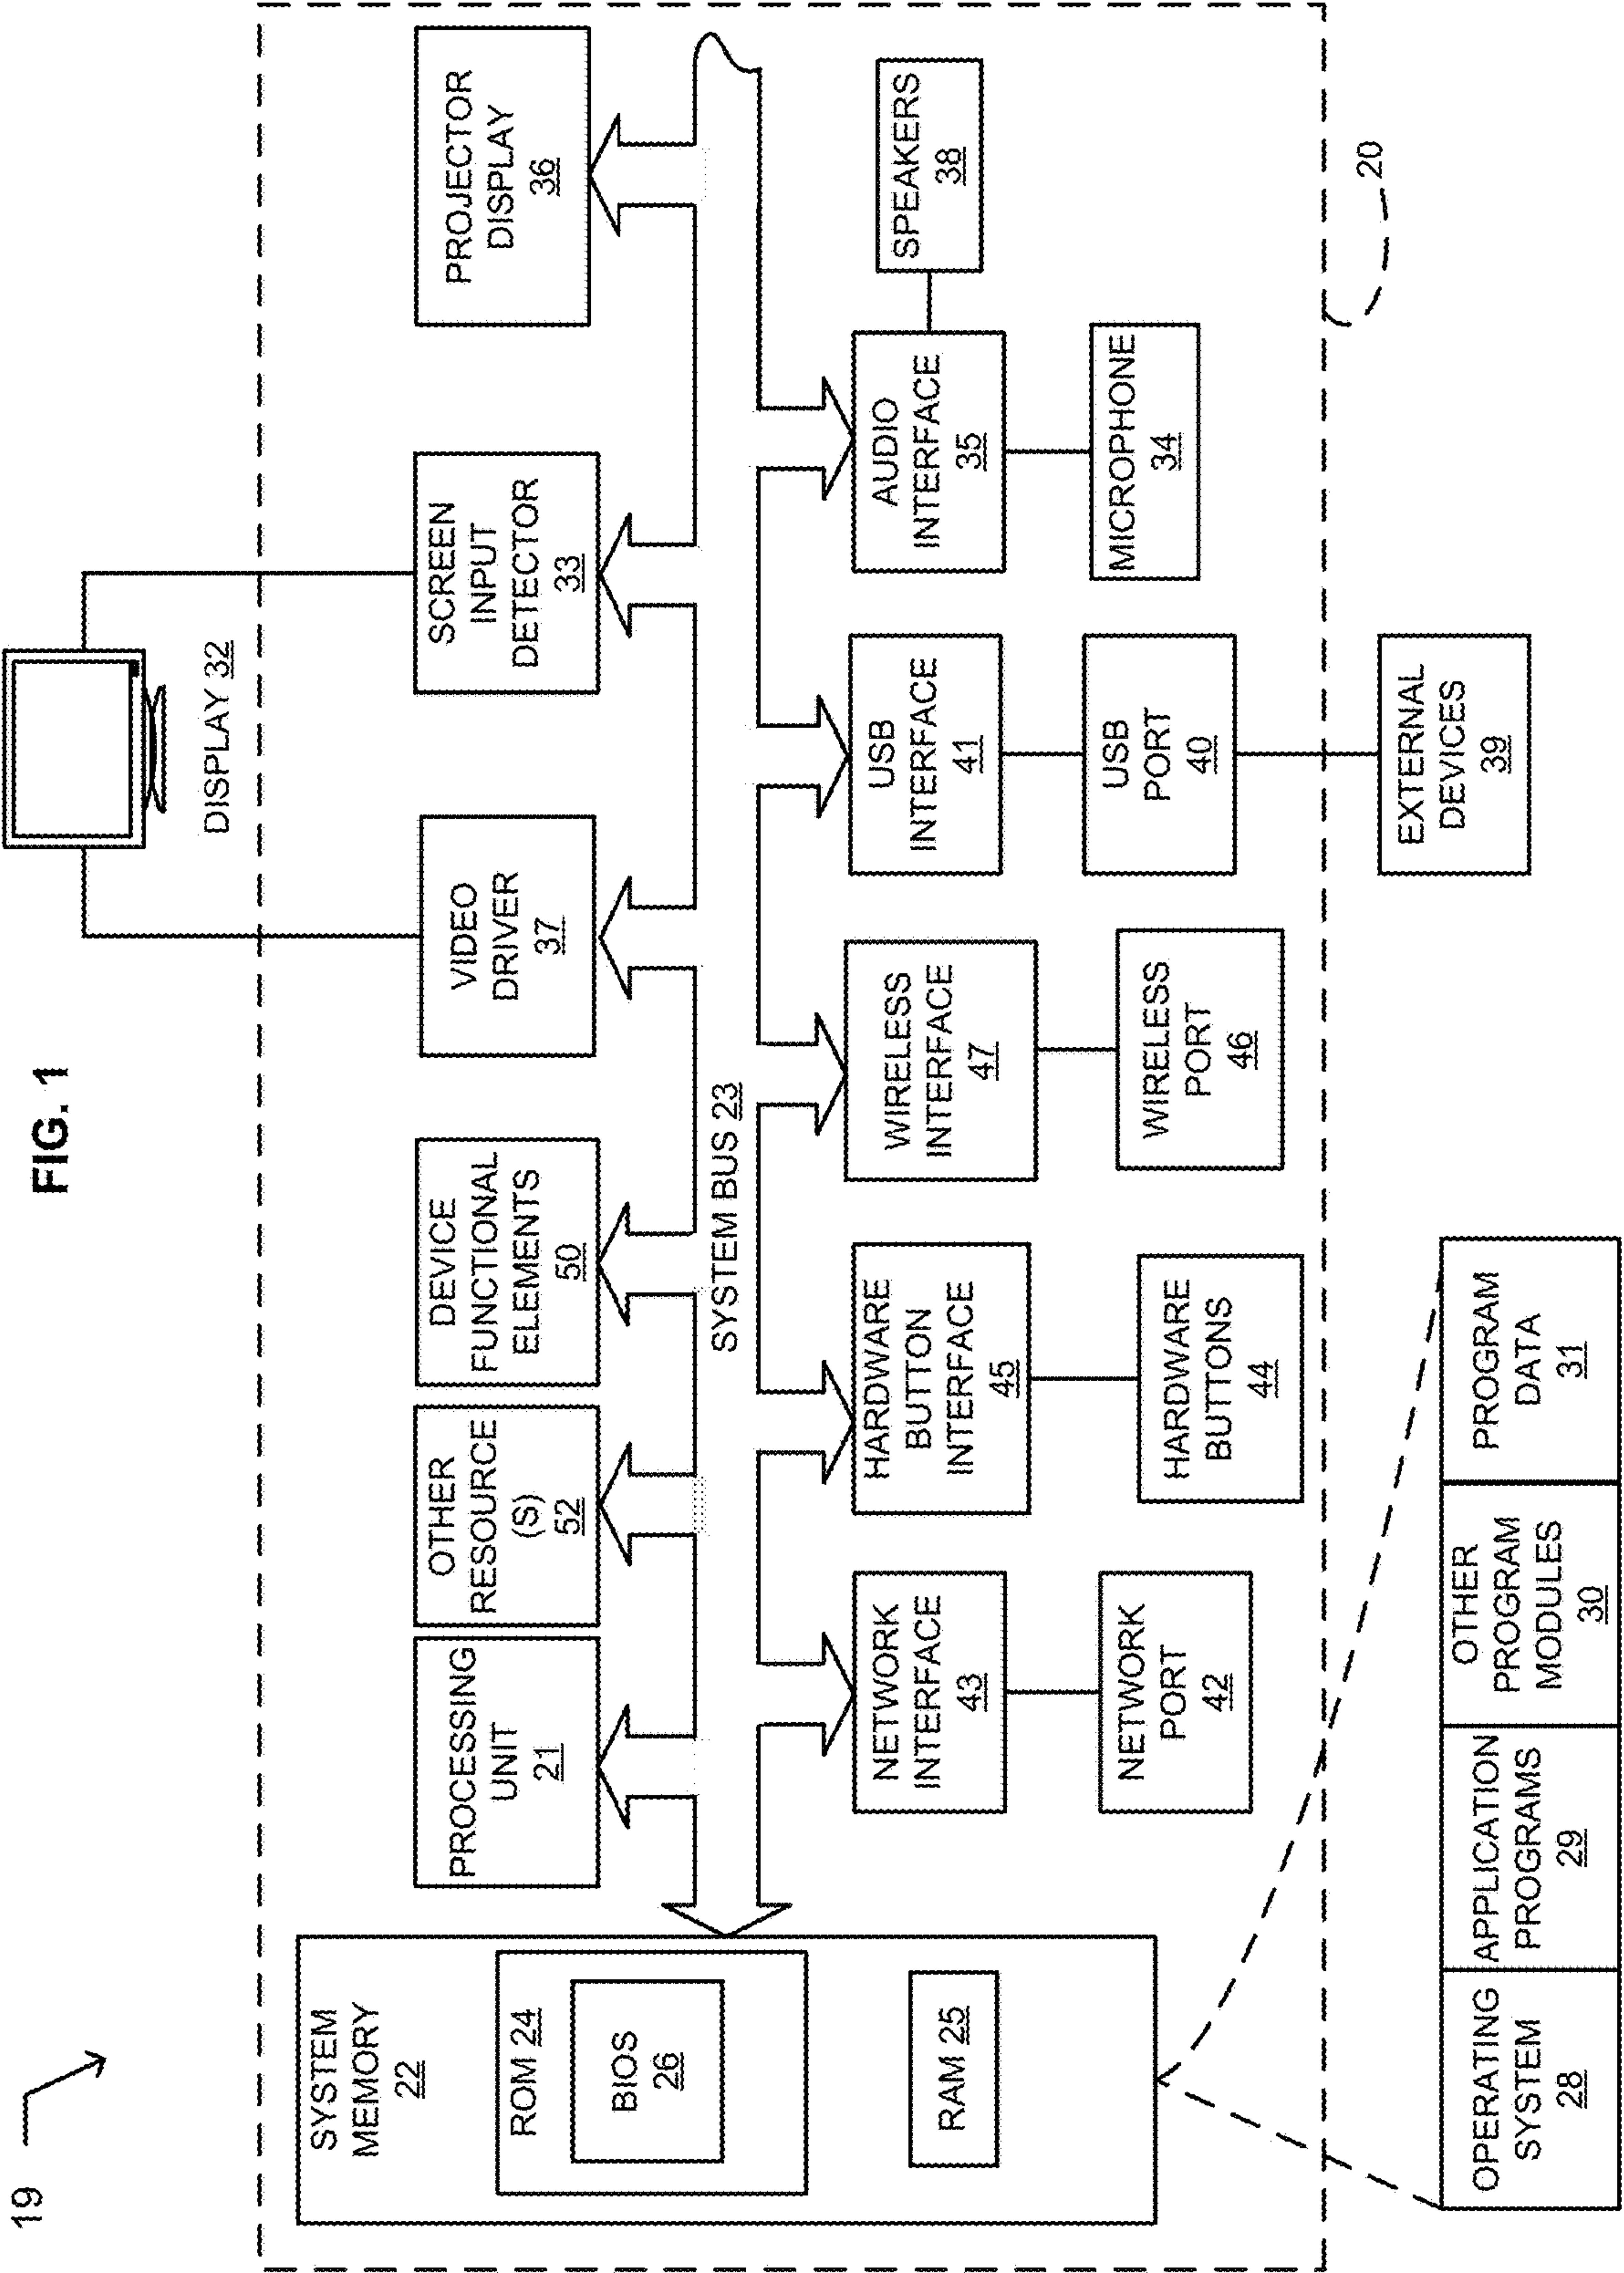 19
FIG. 1
DISPLAY 32
SYSTEM
MEMORY
22
ROM 24
BIOS
26
RAM 25
PROCESSING
UNIT
21
OTHER
RESOURCE
(S)
52
DEVICE
FUNCTIONAL
ELEMENTS
50
VIDEO
DRIVER
37
SCREEN
INPUT
DETECTOR
33
PROJECTOR
DISPLAY
36
SYSTEM BUS 23
NETWORK
INTERFACE
43
HARDWARE
BUTTON
INTERFACE
45
WIRELESS
INTERFACE
47
USB
INTERFACE
41
AUDIO
INTERFACE
35
SPEAKERS
38
NETWORK
PORT
42
HARDWARE
BUTTONS
44
WIRELESS
PORT
46
USB
PORT
40
MICROPHONE
34
20
OPERATING
SYSTEM
28
APPLICATION
PROGRAMS
29
OTHER
PROGRAM
MODULES
30
PROGRAM
DATA
31
EXTERNAL
DEVICES
39